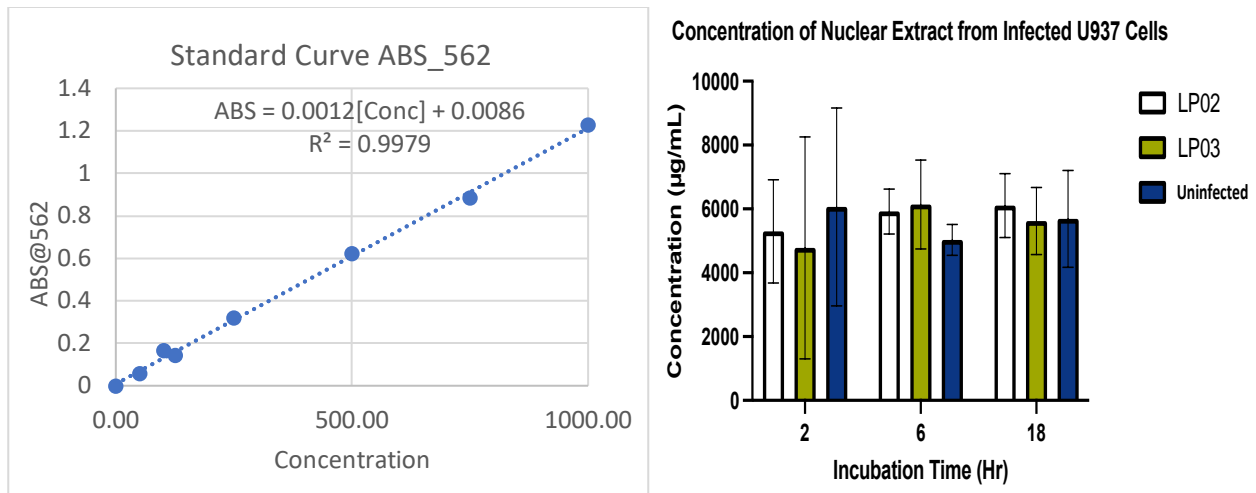 Standard Curve ABS_562
ABS = 0.0012[Conc] + 0.0086
R² = 0.9979
1.4
1.2
1
0.8
0.6
0.4
0.2
0
ABS@562
0.00
500.00
1000.00
Concentration
Concentration of Nuclear Extract from Infected U937 Cells
10000
8000
6000
4000
2000
0
Concentration (µg/mL)
2
6
18
Incubation Time (Hr)
LP02
LP03
Uninfected